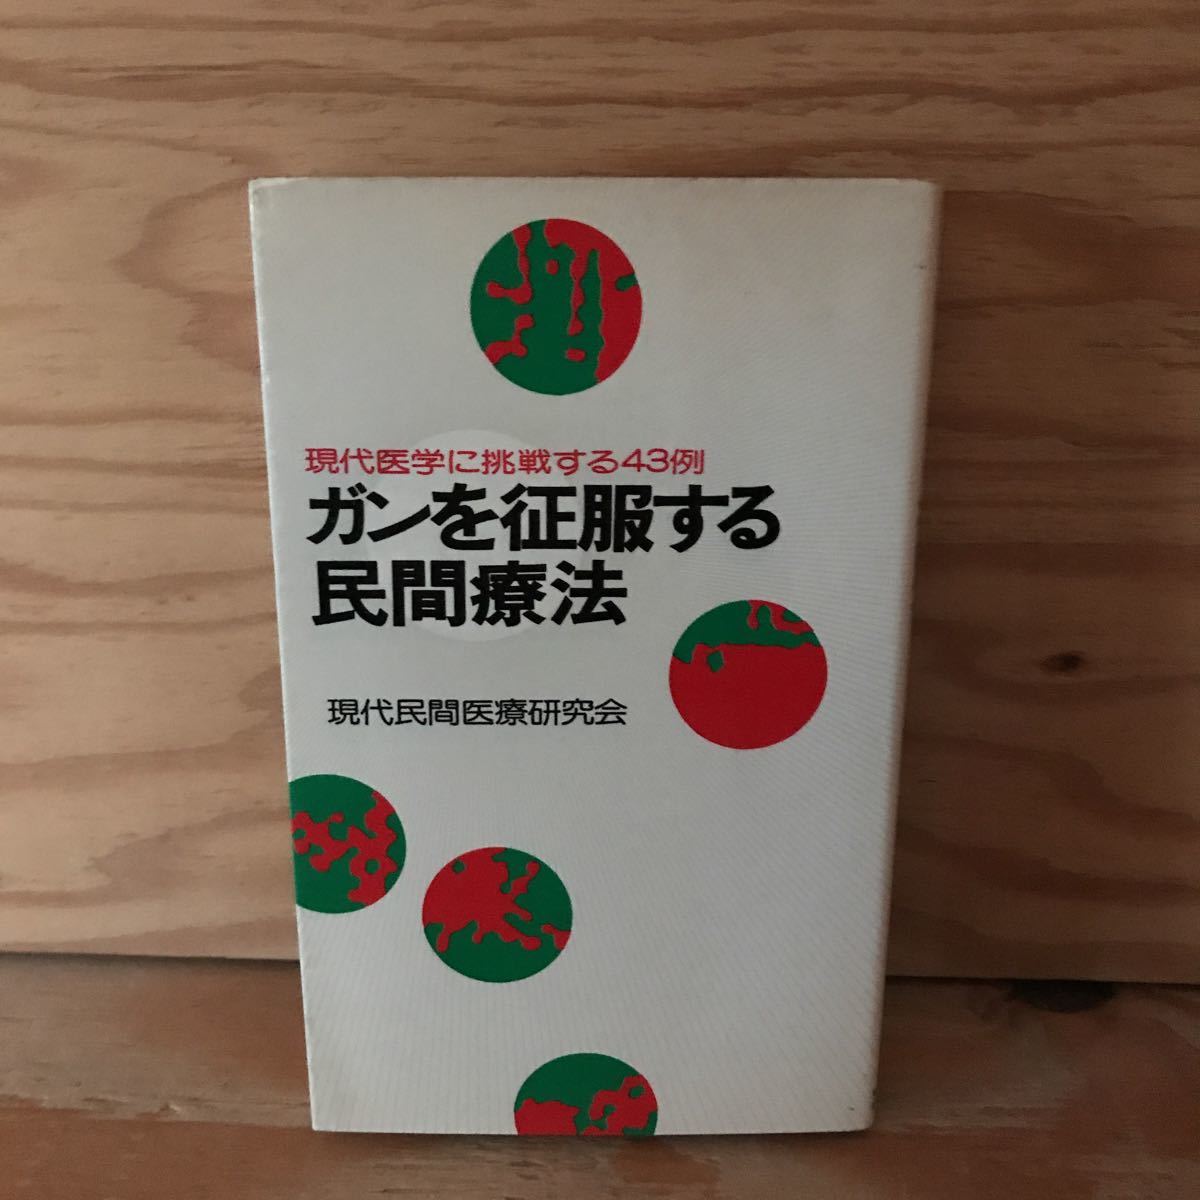 現代医学に挑戦する43例
ガンを征服する
民間療法
現代民間医療研究会